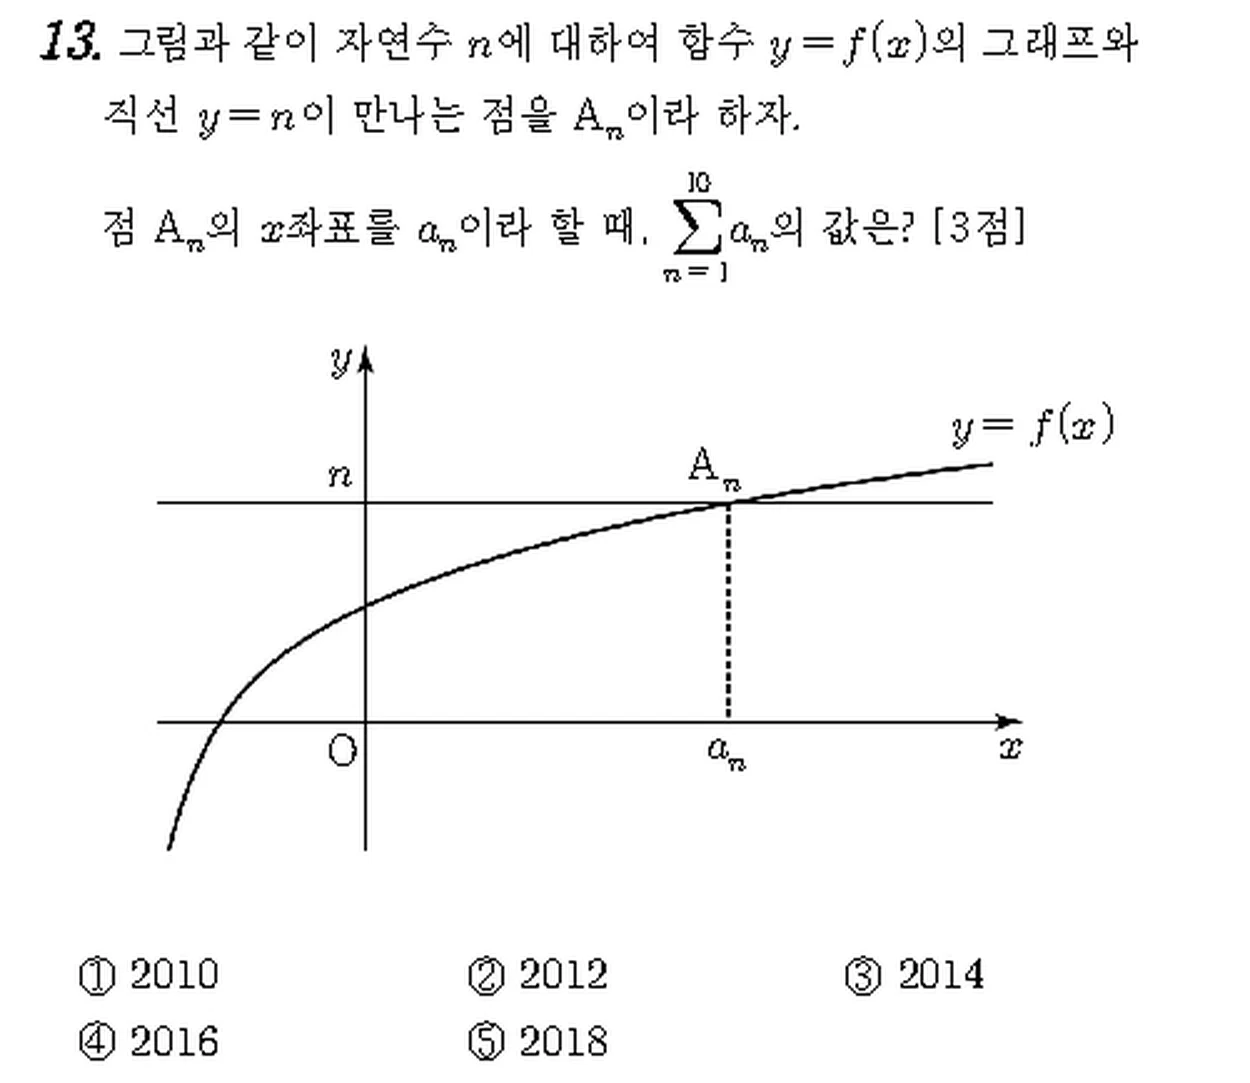 13. 그림과 같이 자연수 n에 대하여 함수 y=f(x)의 그래프와
직선 y=n이 만나는 점을 Aₙ이라 하자.
점 Aₙ의 x좌표를 aₙ이라 할 때, ∑_{n=1}^{10} aₙ의 값은? [3점]
y
y= f(x)
n
Aₙ
O
aₙ
x
① 2010 ② 2012 ③ 2014
④ 2016 ⑤ 2018